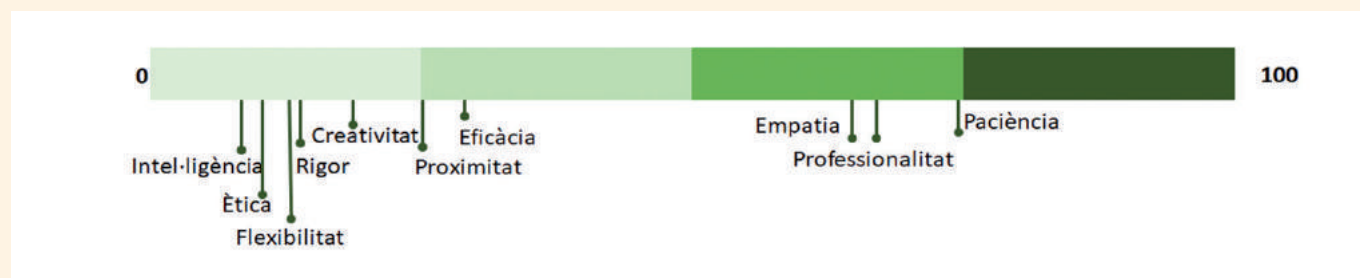 0
100
Intel·ligència
Ètica
Flexibilitat
Rigor
Creativitat
Proximitat
Eficàcia
Empatia
Professionalitat
Paciència